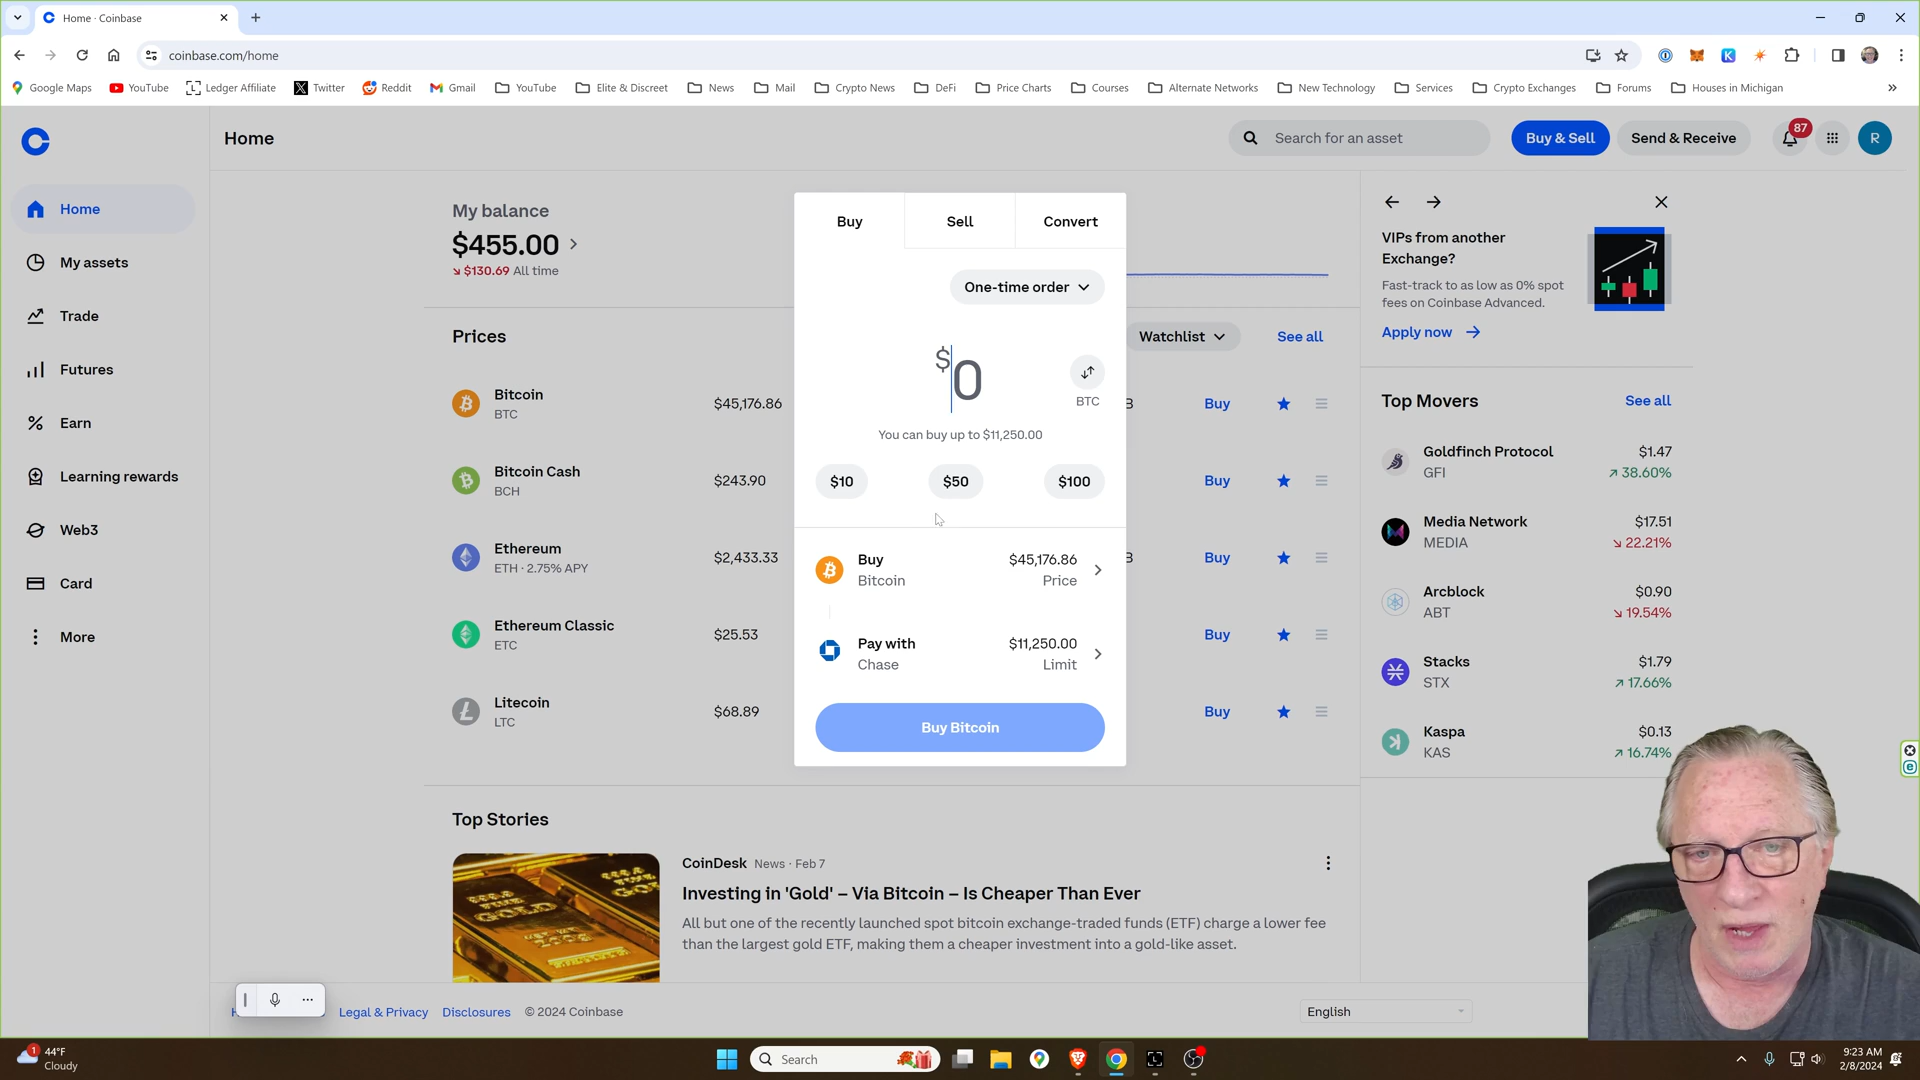 Home · Coinbase
coinbase.com/home
Google Maps
YouTube
Ledger Affiliate
Twitter
Reddit
Gmail
YouTube
Elite & Discreet
News
Mail
Crypto News
DeFi
Price Charts
Courses
Alternate Networks
New Technology
Services
Crypto Exchanges
Forums
Houses in Michigan
Home
Search for an asset
Buy & Sell
Send & Receive
87
R
Home
My assets
Trade
Futures
Earn
Learning rewards
Web3
Card
More
My balance
$455.00
$130.69 All time
Prices
Watchlist
See all
Bitcoin
BTC
$45,176.86
Buy
Bitcoin Cash
BCH
$243.90
Buy
Ethereum
ETH · 2.75% APY
$2,433.33
Buy
Ethereum Classic
ETC
$25.53
Buy
Litecoin
LTC
$68.89
Buy
Buy
Sell
Convert
One-time order
$0
BTC
You can buy up to $11,250.00
$10
$50
$100
Buy
Bitcoin
$45,176.86
Price
Pay with
Chase
$11,250.00
Limit
Buy Bitcoin
VIPs from another
Exchange?
Fast-track to as low as 0% spot
fees on Coinbase Advanced.
Apply now
Top Movers
See all
Goldfinch Protocol
GFI
$1.47
38.60%
Media Network
MEDIA
$17.51
22.21%
Arcblock
ABT
$0.90
19.54%
Stacks
STX
$1.79
17.66%
Kaspa
KAS
$0.13
16.74%
Top Stories
CoinDesk News · Feb 7
Investing in 'Gold' – Via Bitcoin – Is Cheaper Than Ever
All but one of the recently launched spot bitcoin exchange-traded funds (ETF) charge a lower fee
than the largest gold ETF, making them a cheaper investment into a gold-like asset.
Legal & Privacy
Disclosures
© 2024 Coinbase
English
1
44°F
Cloudy
Search
9:23 AM
2/8/2024